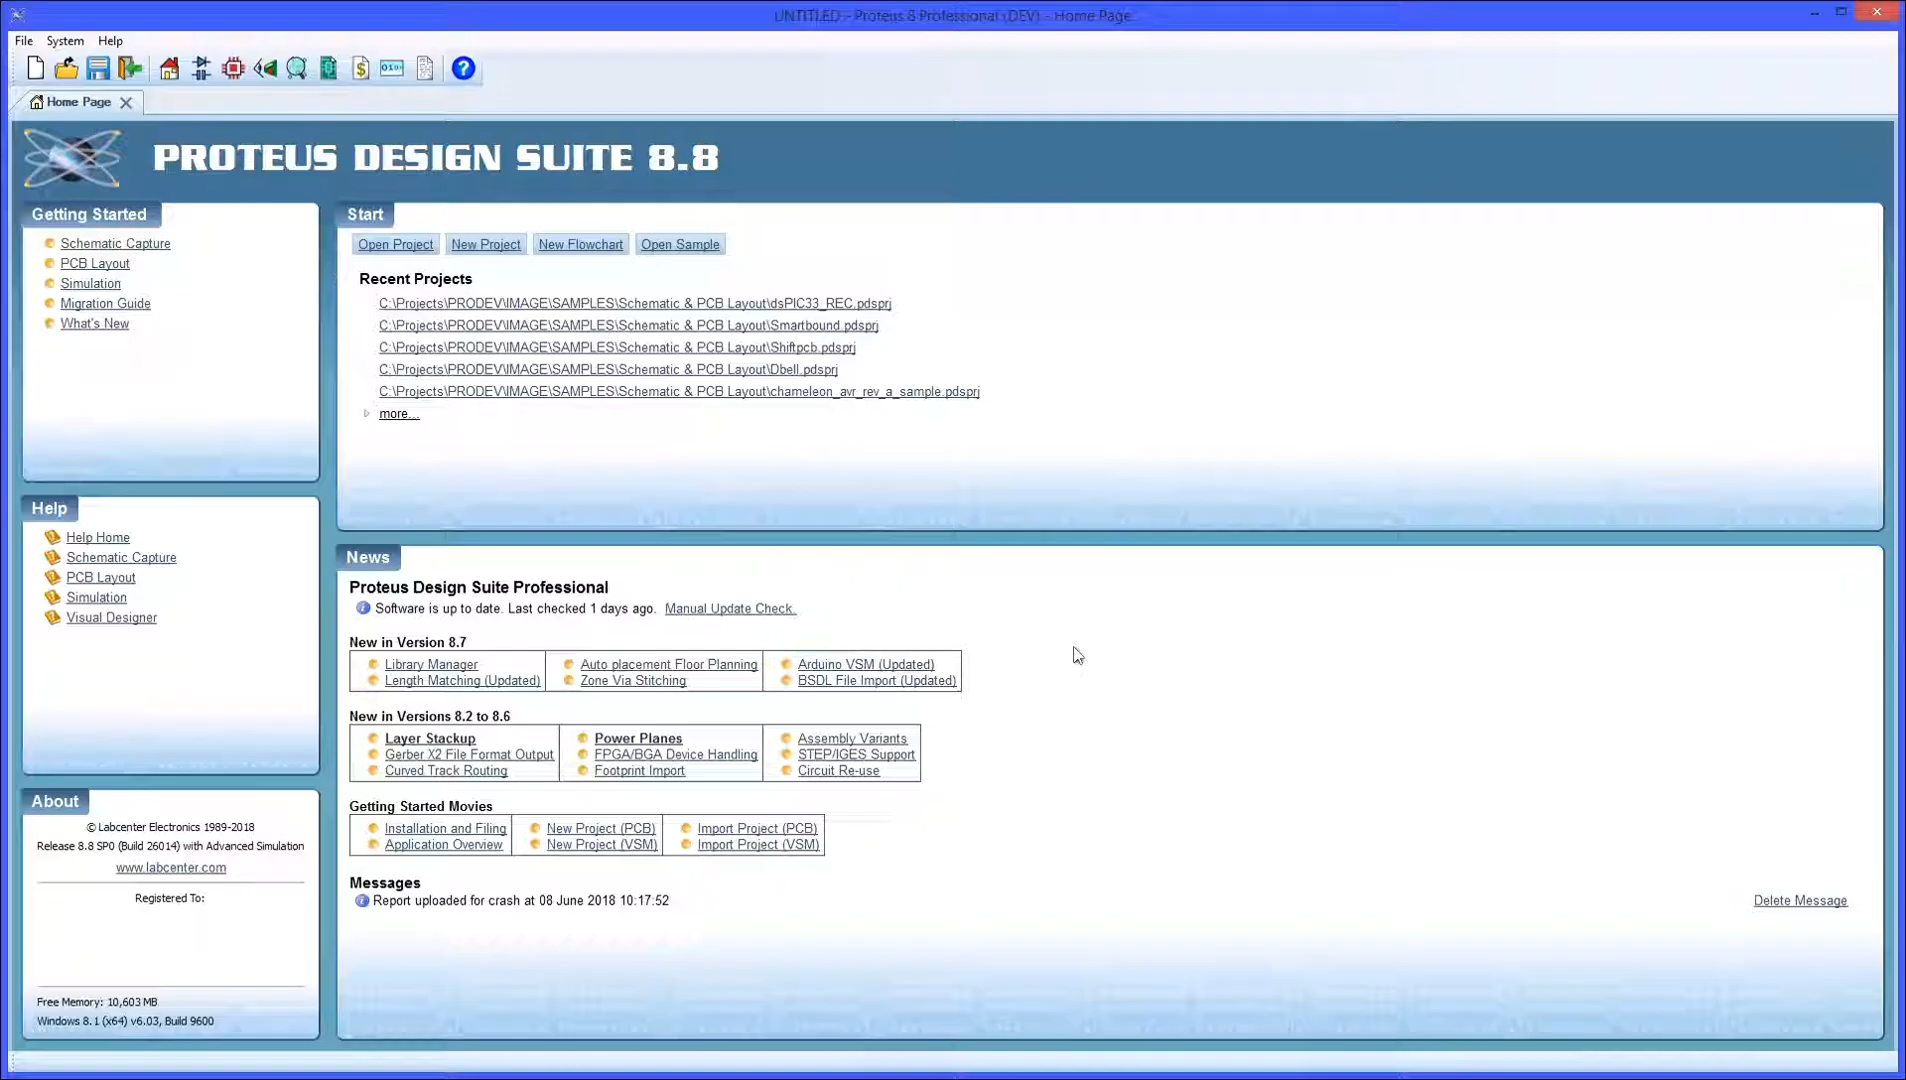 UNTITLED - Proteus 8 Professional (DEV) - Home Page
File System Help
Home Page
PROTEUS DESIGN SUITE 8.8
Getting Started
Schematic Capture
PCB Layout
Simulation
Migration Guide
What's New
Start
Open Project New Project New Flowchart Open Sample
Recent Projects
C:\Projects\PRODEV\IMAGE\SAMPLES\Schematic & PCB Layout\dsPIC33_REC.pdsprj
C:\Projects\PRODEV\IMAGE\SAMPLES\Schematic & PCB Layout\Smartbound.pdsprj
C:\Projects\PRODEV\IMAGE\SAMPLES\Schematic & PCB Layout\Shiftpcb.pdsprj
C:\Projects\PRODEV\IMAGE\SAMPLES\Schematic & PCB Layout\Dbell.pdsprj
C:\Projects\PRODEV\IMAGE\SAMPLES\Schematic & PCB Layout\chameleon_avr_rev_a_sample.pdsprj
more...
Help
Help Home
Schematic Capture
PCB Layout
Simulation
Visual Designer
News
Proteus Design Suite Professional
Software is up to date. Last checked 1 days ago. Manual Update Check.
New in Version 8.7
Library Manager Auto placement Floor Planning Arduino VSM (Updated)
Length Matching (Updated) Zone Via Stitching BSDL File Import (Updated)
New in Versions 8.2 to 8.6
Layer Stackup Power Planes Assembly Variants
Gerber X2 File Format Output FPGA/BGA Device Handling STEP/IGES Support
Curved Track Routing Footprint Import Circuit Re-use
Getting Started Movies
Installation and Filing New Project (PCB) Import Project (PCB)
Application Overview New Project (VSM) Import Project (VSM)
Messages
Report uploaded for crash at 08 June 2018 10:17:52 Delete Message
About
© Labcenter Electronics 1989-2018
Release 8.8 SP0 (Build 26014) with Advanced Simulation
www.labcenter.com
Registered To:
Free Memory: 10,603 MB
Windows 8.1 (x64) v6.03, Build 9600